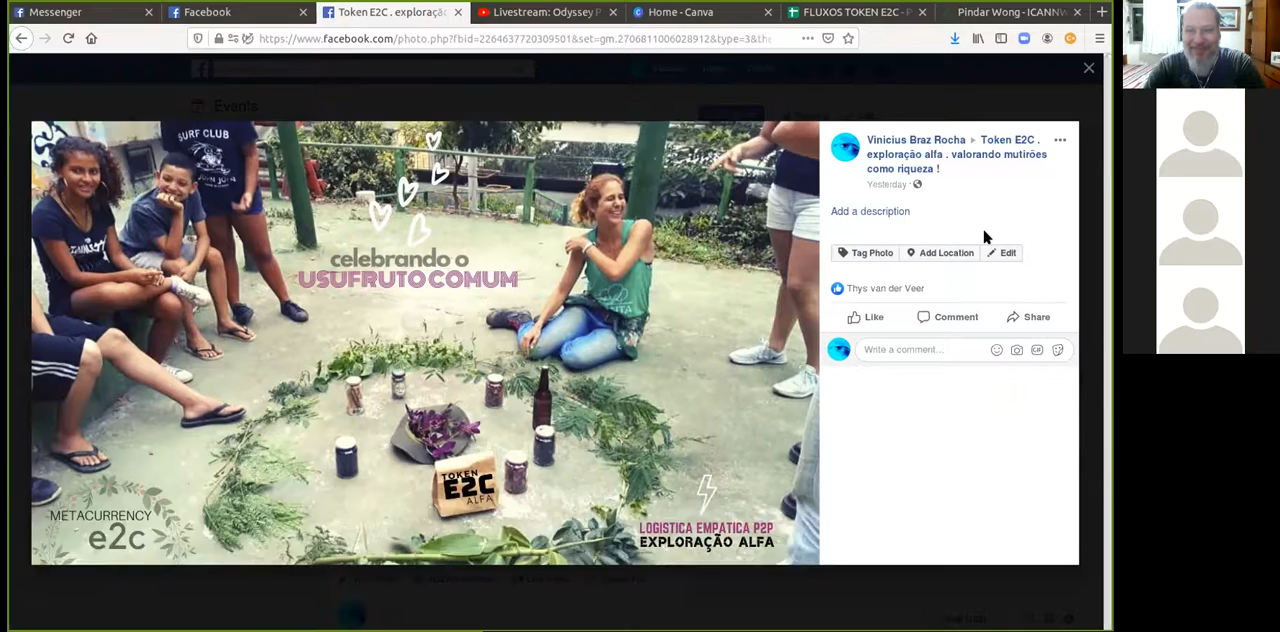 Messenger
Facebook
Token E2C . exploraçã
Livestream: Odyssey P
Home - Canva
FLUXOS TOKEN E2C - P
Pindar Wong - ICANNW
https://www.facebook.com/photo.php?fbid=2264637720309501&set=gm.2706811006028912&type=3&the
Events
SURF CLUB
celebrando o
USUFRUTO COMUM
TOKEN
E2C
ALFA
METACURRENCY
e2c
LOGISTICA EMPATICA P2P
EXPLORAÇÃO ALFA
Vinicius Braz Rocha ▸ Token E2C .
exploração alfa . valorando mutirões
como riqueza !
Yesterday ·
Add a description
Tag Photo
Add Location
Edit
Thys van der Veer
Like
Comment
Share
Write a comment...